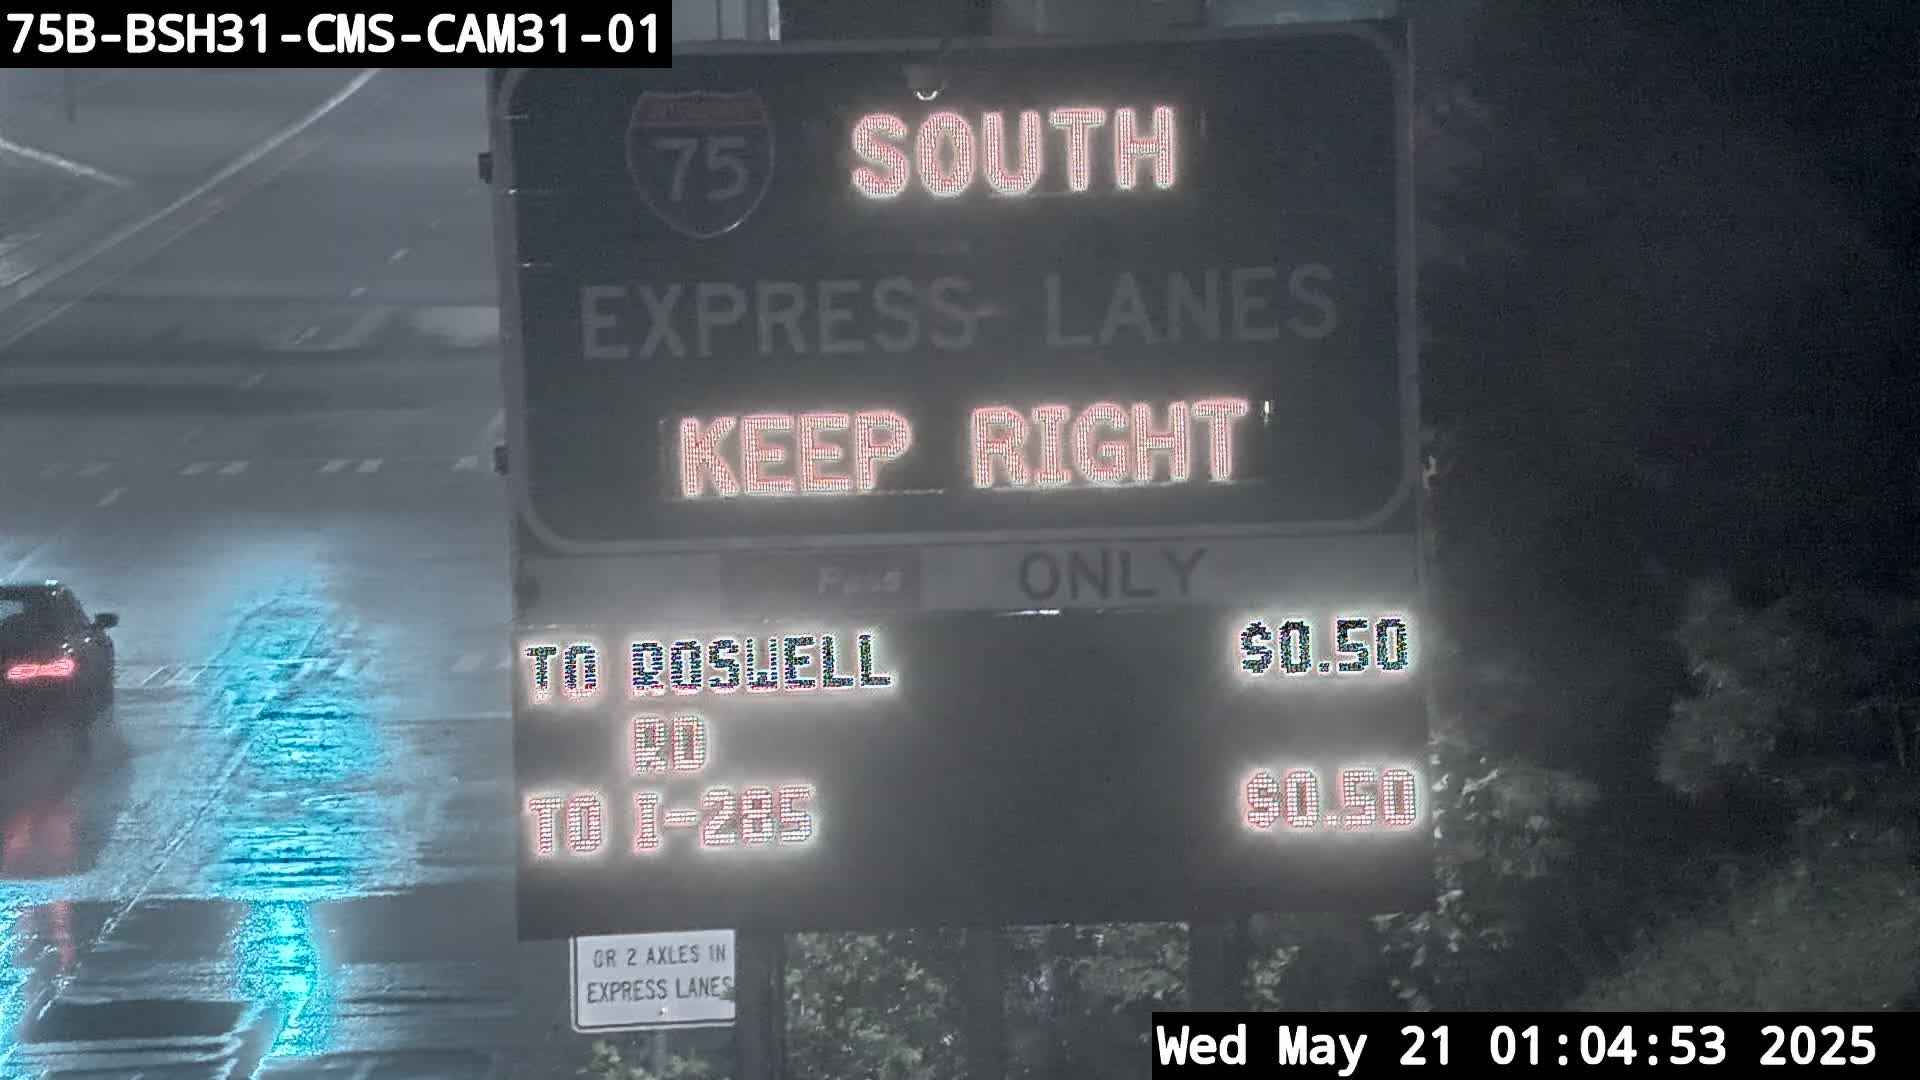 75B-BSH31-CMS-CAM31-01
75 SOUTH
EXPRESS LANES
KEEP RIGHT
Pass ONLY
TO ROSWELL $0.50
RD
TO I-285 $0.50
OR 2 AXLES IN
EXPRESS LANES
Wed May 21 01:04:53 2025